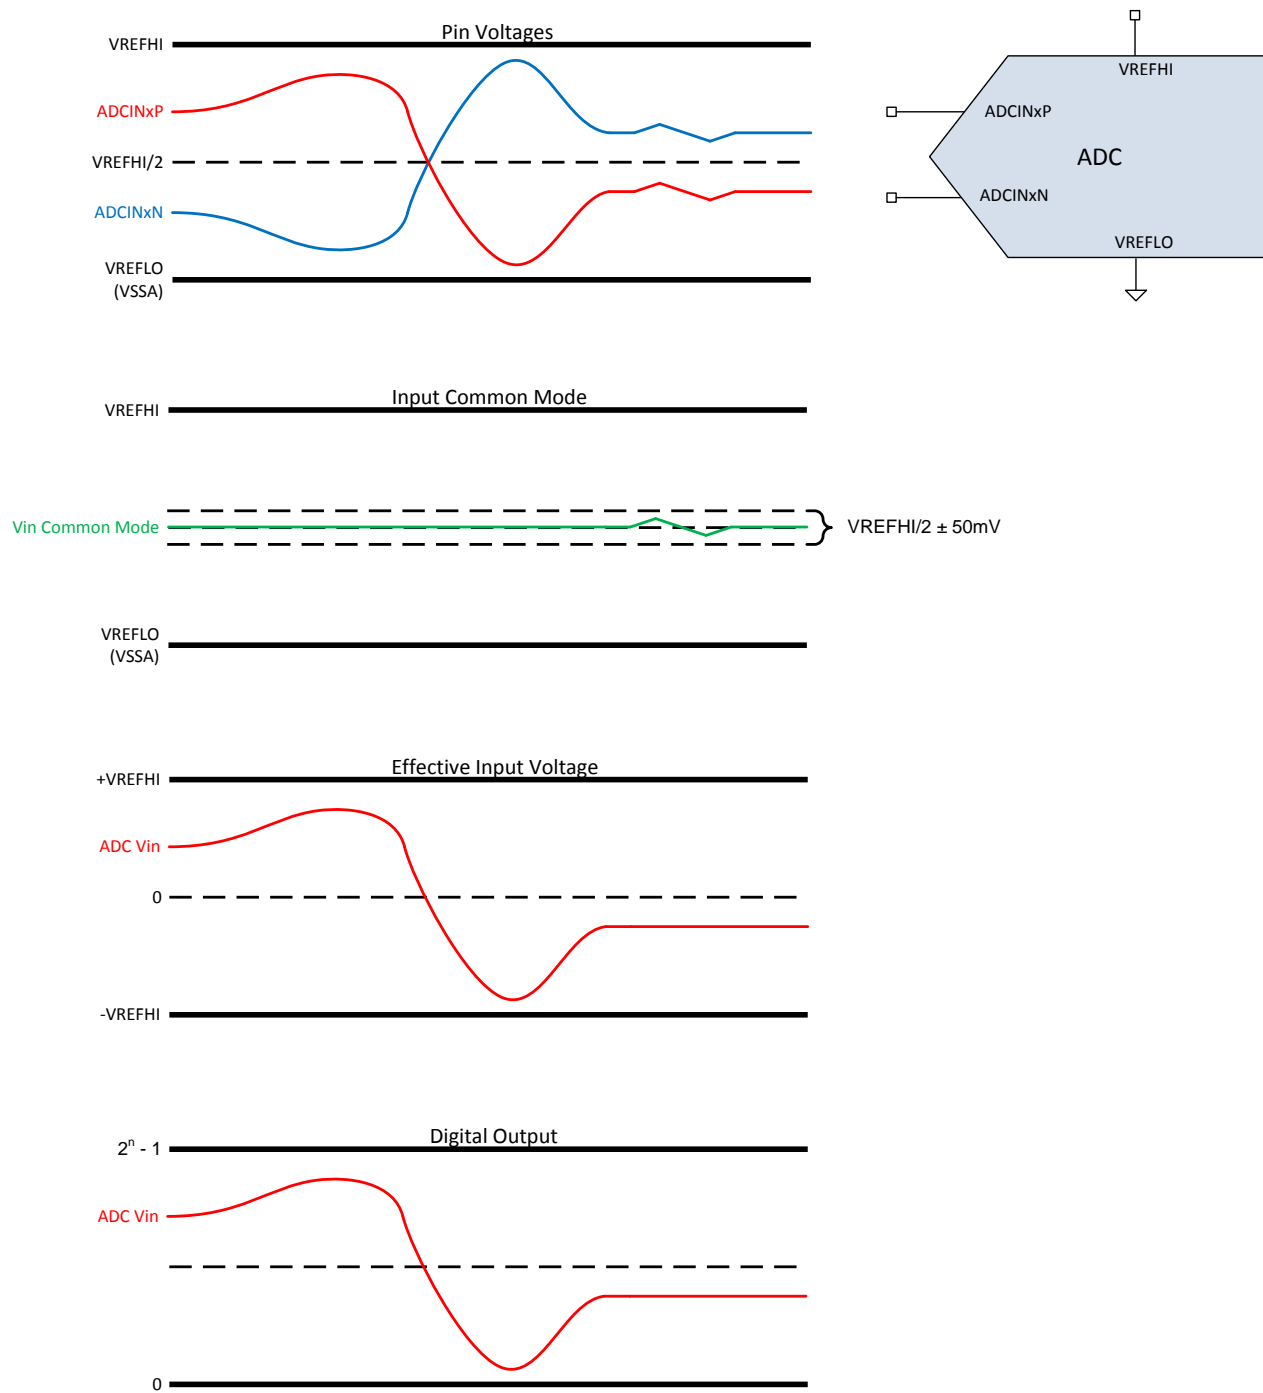 Pin Voltages
VREFHI
ADCINxP
VREFHI/2
ADCINxN
VREFLO
(VSSA)
VREFHI
ADCINxP
ADC
ADCINxN
VREFLO
Input Common Mode
VREFHI
Vin Common Mode
VREFHI/2 ± 50mV
VREFLO
(VSSA)
Effective Input Voltage
+VREFHI
ADC Vin
0
-VREFHI
Digital Output
2ⁿ - 1
ADC Vin
0